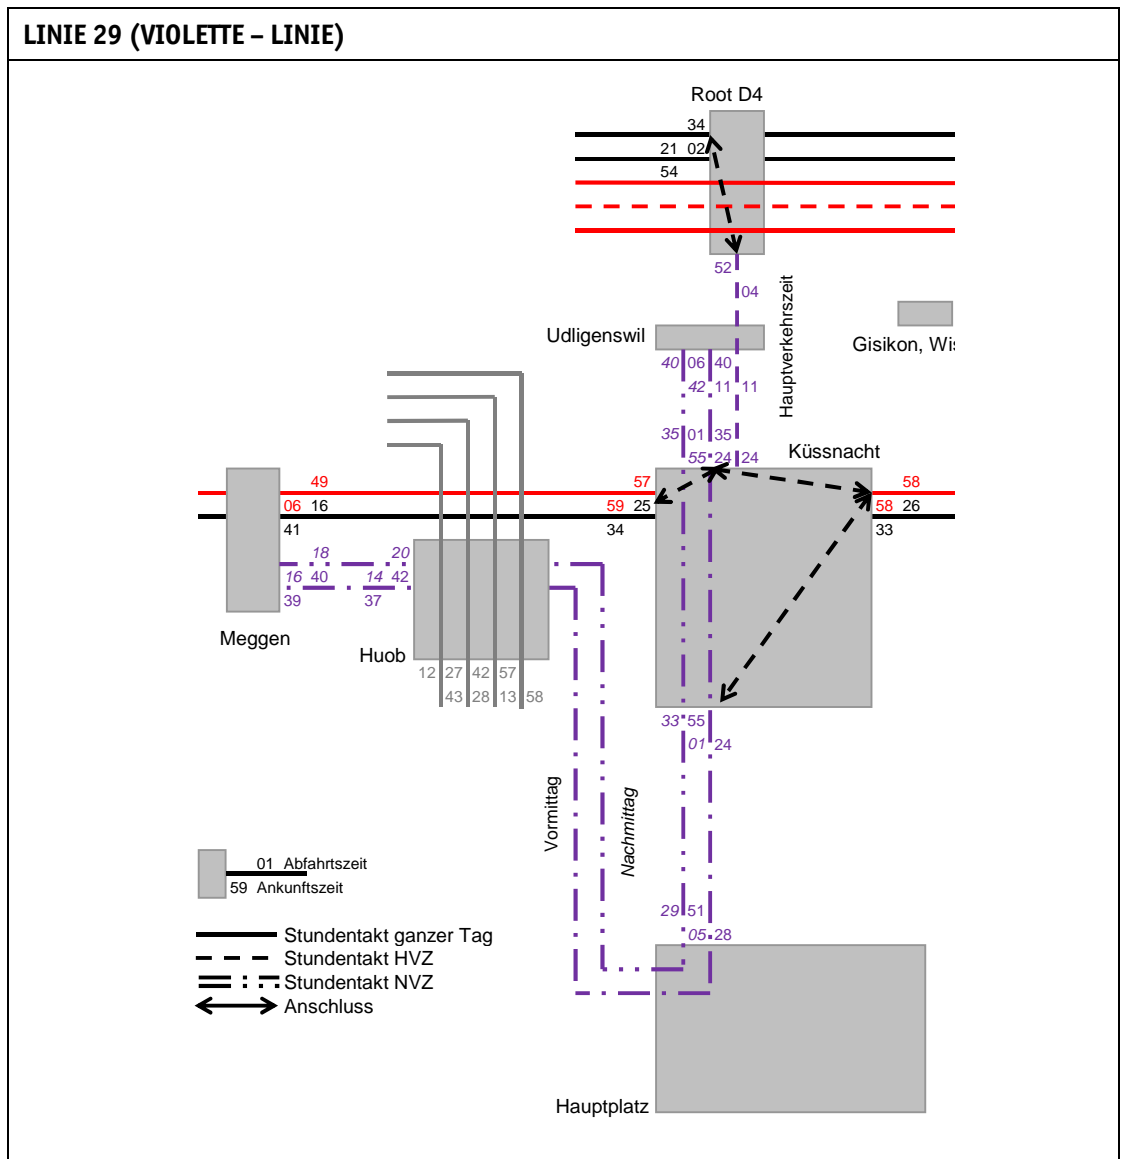 LINIE 29 (VIOLETTE – LINIE)
Root D4
34
21 02
54
52
04
Hauptverkehrszeit
Udligenswil
Gisikon, Wis
40 06 40
42 11 11
35 01 35
Küssnacht
55 24 24
49
57
58
06 16
59 25
58 26
41
34
33
18
20
16 40
14 42
39
37
Meggen
Huob
12 27 42 57
43 28 13 58
33 55
01 24
Vormittag
Nachmittag
01 Abfahrtszeit
59 Ankunftszeit
29 51
05 28
Stundentakt ganzer Tag
Stundentakt HVZ
Stundentakt NVZ
Anschluss
Hauptplatz